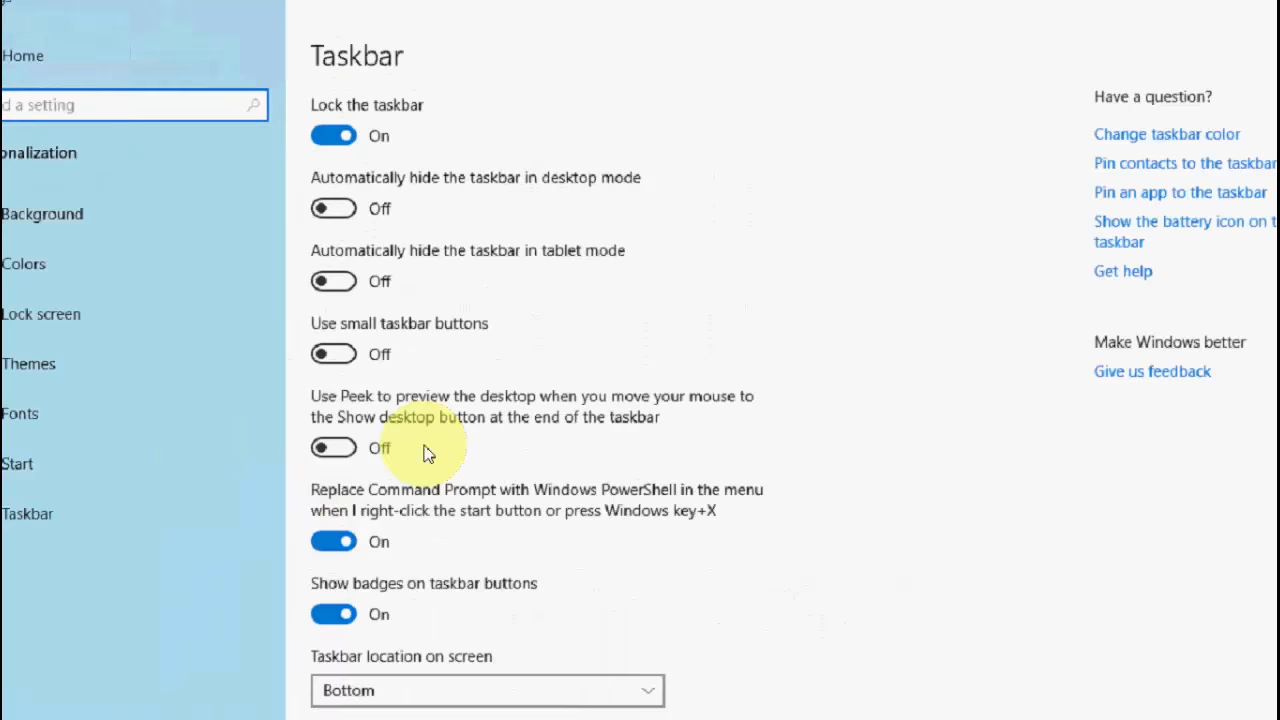 Home
d a setting
onalization
Background
Colors
Lock screen
Themes
Fonts
Start
Taskbar
Taskbar
Lock the taskbar
On
Automatically hide the taskbar in desktop mode
Off
Automatically hide the taskbar in tablet mode
Off
Use small taskbar buttons
Off
Use Peek to preview the desktop when you move your mouse to
the Show desktop button at the end of the taskbar
Off
Replace Command Prompt with Windows PowerShell in the menu
when I right-click the start button or press Windows key+X
On
Show badges on taskbar buttons
On
Taskbar location on screen
Bottom
Have a question?
Change taskbar color
Pin contacts to the taskbar
Pin an app to the taskbar
Show the battery icon on t
taskbar
Get help
Make Windows better
Give us feedback